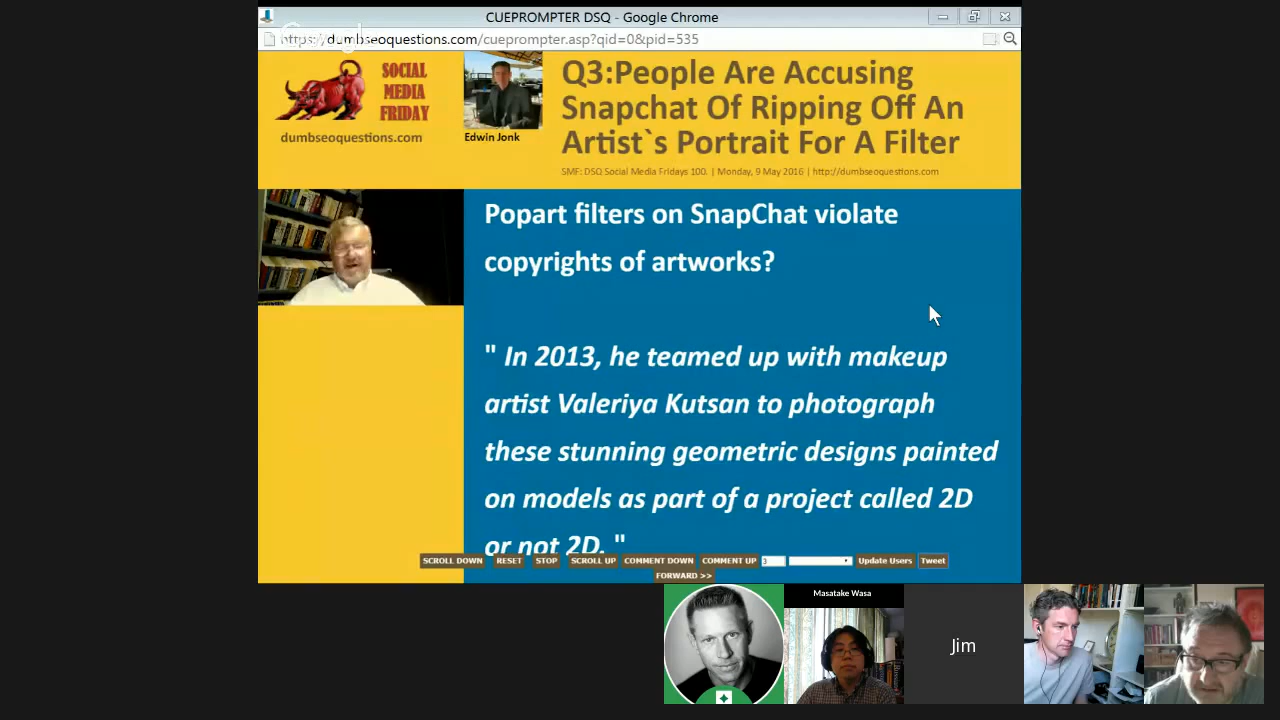 CUEPROMPTER DSQ - Google Chrome
https://dumbseoquestions.com/cueprompter.asp?qid=0&pid=535
Google
SOCIAL
MEDIA
FRIDAY
dumbseoquestions.com
Edwin Jonk
Q3:People Are Accusing
Snapchat Of Ripping Off An
Artist`s Portrait For A Filter
SMF: DSQ Social Media Fridays 100. | Monday, 9 May 2016 | http://dumbseoquestions.com
Popart filters on SnapChat violate
copyrights of artworks?
" In 2013, he teamed up with makeup
artist Valeriya Kutsan to photograph
these stunning geometric designs painted
on models as part of a project called 2D
or not 2D. "
SCROLL DOWN RESET STOP SCROLL UP COMMENT DOWN COMMENT UP 3 Update Users Tweet
FORWARD >>
Masatake Wasa
Jim